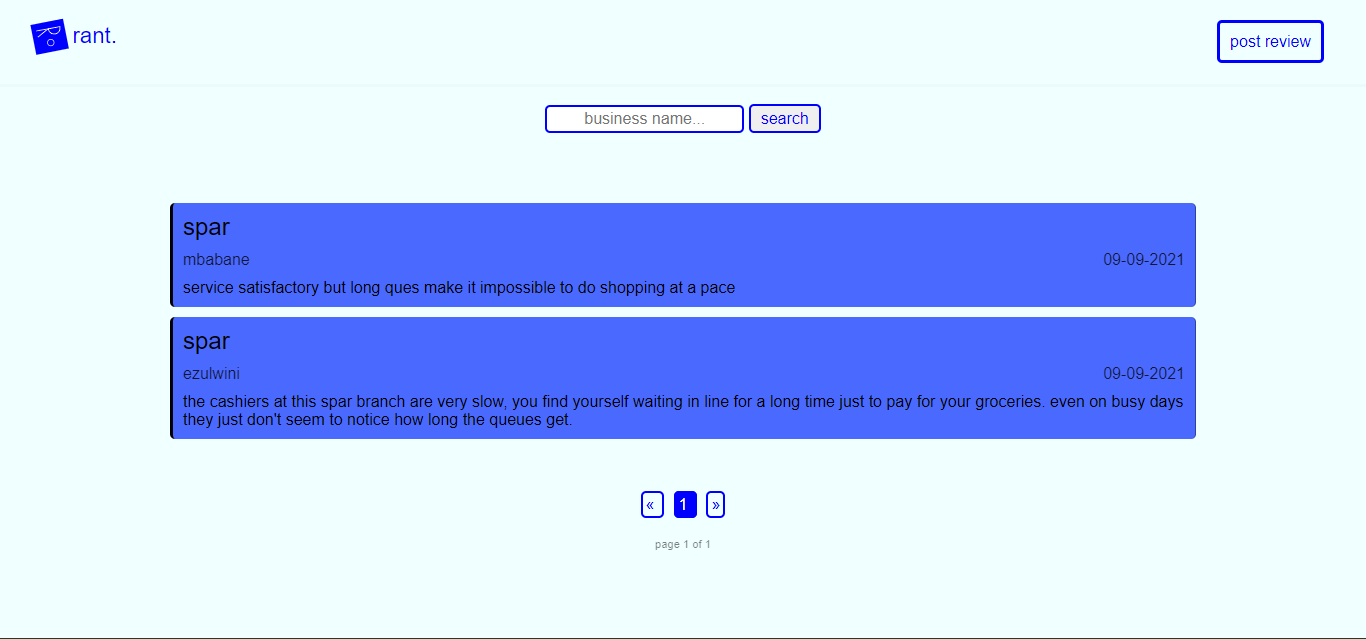 RO rant.
post review
business name...
search
spar
mbabane 09-09-2021
service satisfactory but long ques make it impossible to do shopping at a pace
spar
ezulwini 09-09-2021
the cashiers at this spar branch are very slow, you find yourself waiting in line for a long time just to pay for your groceries. even on busy days
they just don't seem to notice how long the queues get.
« 1 »
page 1 of 1